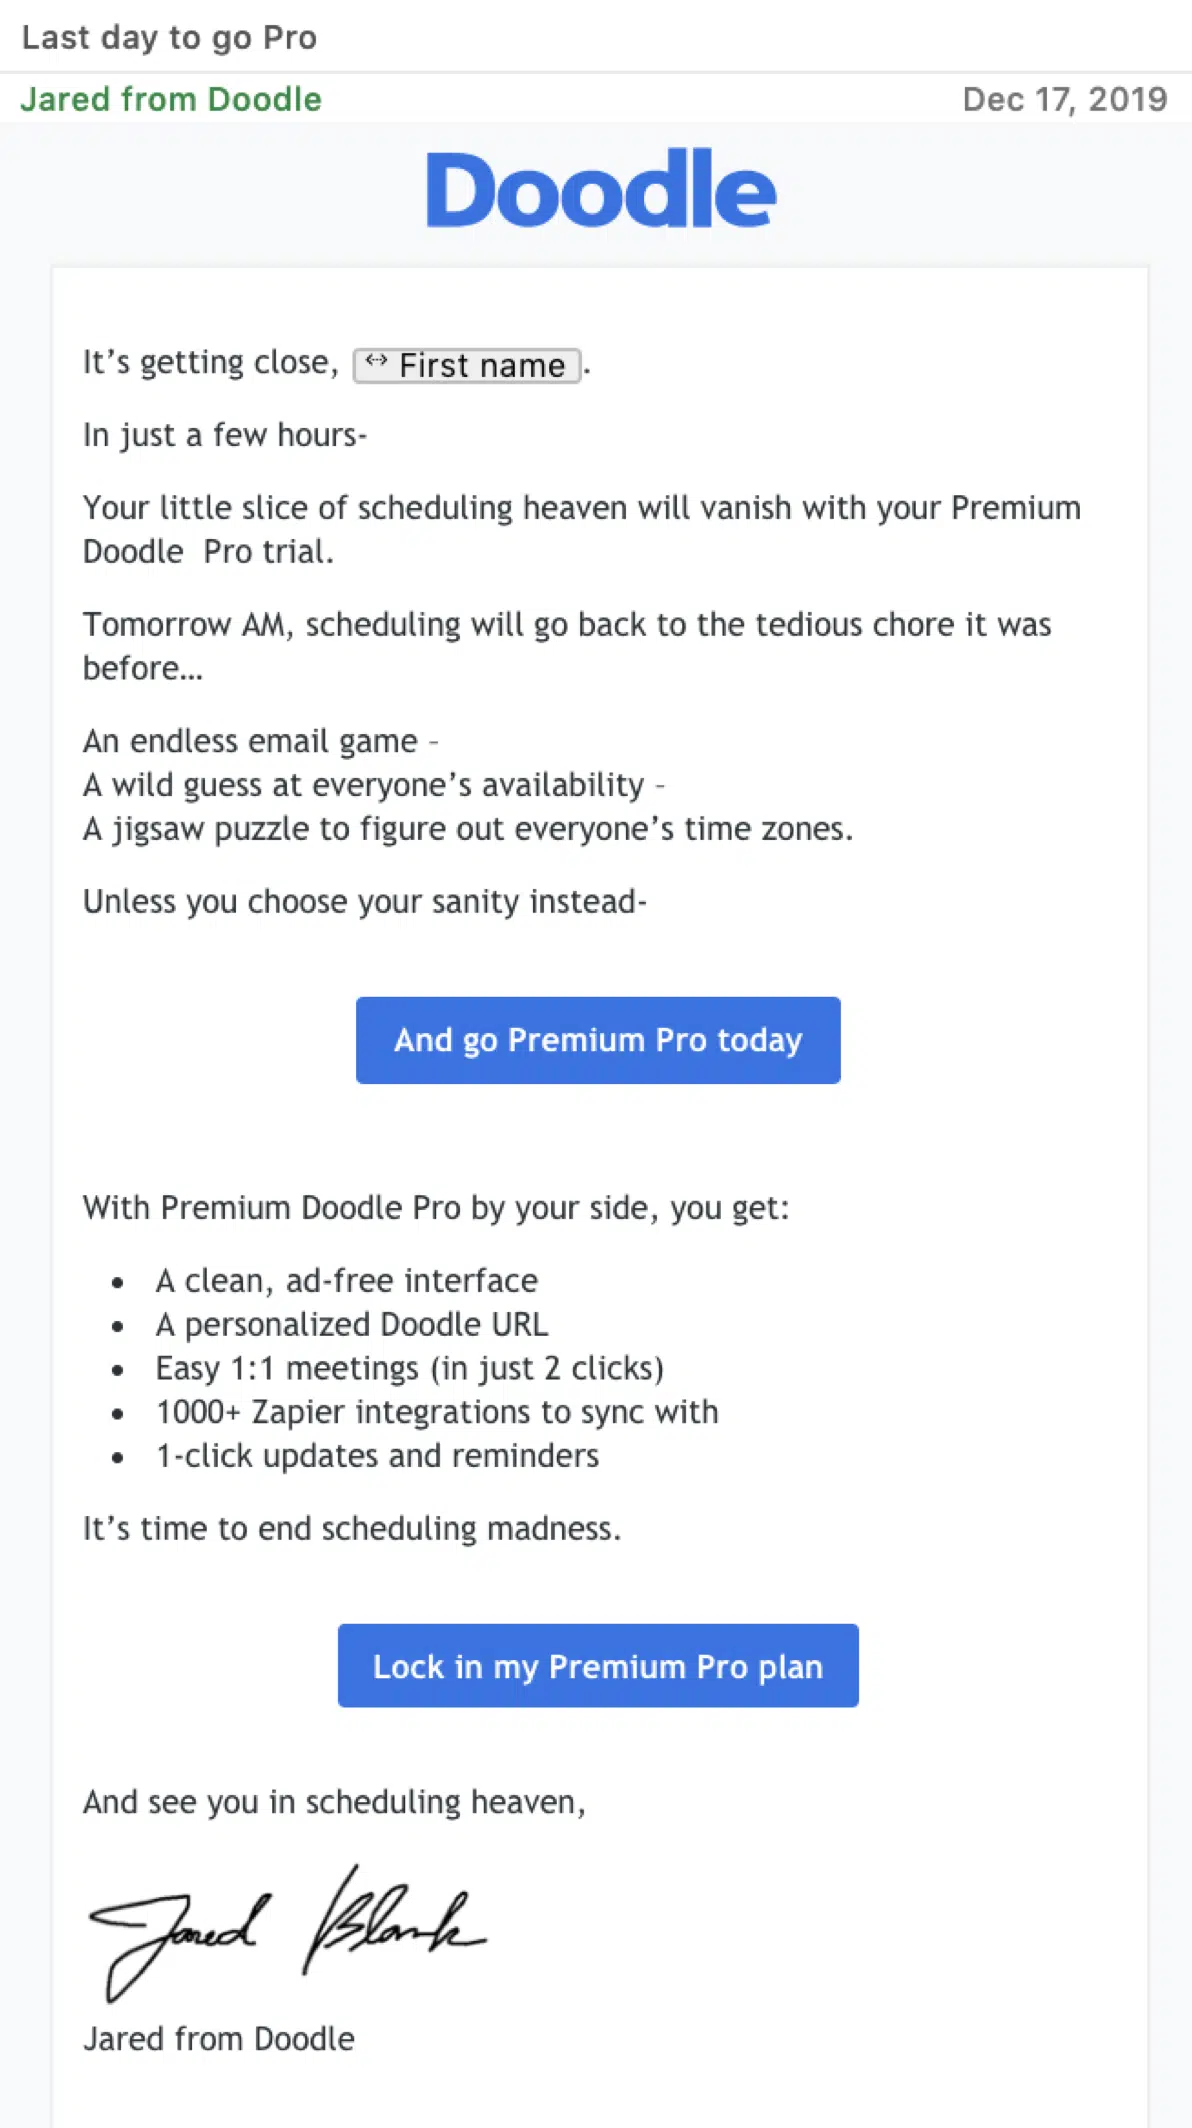 Last day to go Pro
Jared from Doodle Dec 17, 2019
Doodle
It’s getting close, First name.
In just a few hours-
Your little slice of scheduling heaven will vanish with your Premium
Doodle  Pro trial.
Tomorrow AM, scheduling will go back to the tedious chore it was
before…
An endless email game –
A wild guess at everyone’s availability –
A jigsaw puzzle to figure out everyone’s time zones.
Unless you choose your sanity instead-
And go Premium Pro today
With Premium Doodle Pro by your side, you get:
• A clean, ad-free interface
• A personalized Doodle URL
• Easy 1:1 meetings (in just 2 clicks)
• 1000+ Zapier integrations to sync with
• 1-click updates and reminders
It’s time to end scheduling madness.
Lock in my Premium Pro plan
And see you in scheduling heaven,
Jared Blank
Jared from Doodle